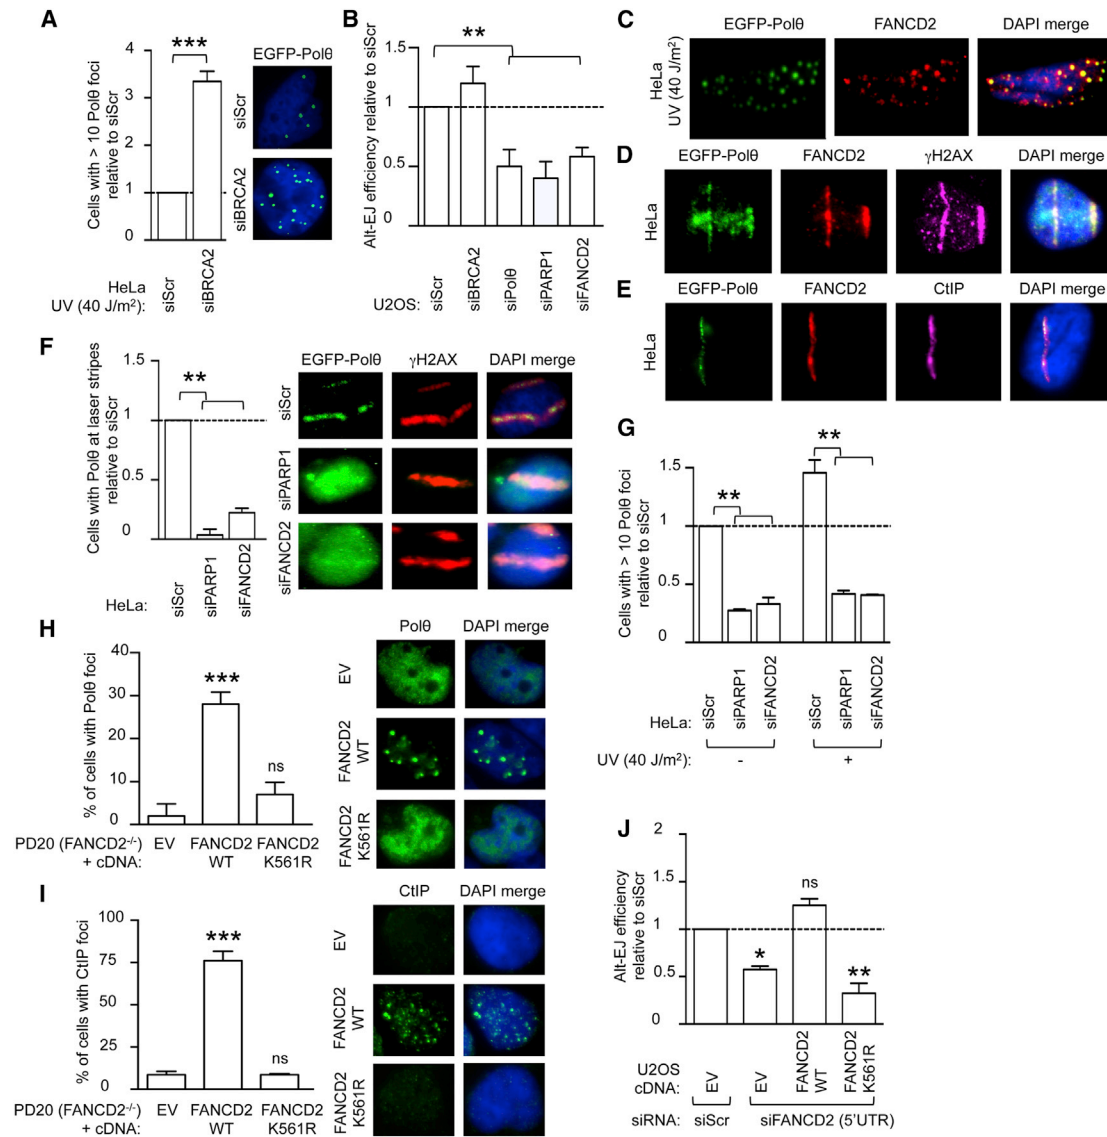 A
Cells with > 10 Polθ foci
relative to siScr
4
3
2
1
0
***
EGFP-Polθ
siScr
siBRCA2
HeLa
UV (40 J/m²):
siScr
siBRCA2
B
Alt-EJ efficiency relative to siScr
1.5
1
0.5
0
**
U2OS:
siScr
siBRCA2
siPolθ
siPARP1
siFANCD2
C
EGFP-Polθ
FANCD2
DAPI merge
HeLa
UV (40 J/m²)
D
EGFP-Polθ
FANCD2
γH2AX
DAPI merge
HeLa
E
EGFP-Polθ
FANCD2
CtIP
DAPI merge
HeLa
F
Cells with Polθ at laser stripes
relative to siScr
1.5
1
0.5
0
**
HeLa:
siScr
siPARP1
siFANCD2
EGFP-Polθ
γH2AX
DAPI merge
siScr
siPARP1
siFANCD2
G
Cells with > 10 Polθ foci
relative to siScr
1.5
1
0.5
0
**
**
HeLa:
siScr
siPARP1
siFANCD2
siScr
siPARP1
siFANCD2
UV (40 J/m²):
-
+
H
% of cells with Polθ foci
40
30
20
10
0
***
ns
PD20 (FANCD2-/-)
+ cDNA:
EV
FANCD2
WT
FANCD2
K561R
Polθ
DAPI merge
EV
FANCD2
WT
FANCD2
K561R
I
% of cells with CtIP foci
100
75
50
25
0
***
ns
PD20 (FANCD2-/-)
+ cDNA:
EV
FANCD2
WT
FANCD2
K561R
CtIP
DAPI merge
EV
FANCD2
WT
FANCD2
K561R
J
Alt-EJ efficiency
relative to siScr
2
1.5
1
0.5
0
*
ns
**
U2OS
cDNA:
EV
EV
FANCD2
WT
FANCD2
K561R
siRNA:
siScr
siFANCD2 (5'UTR)